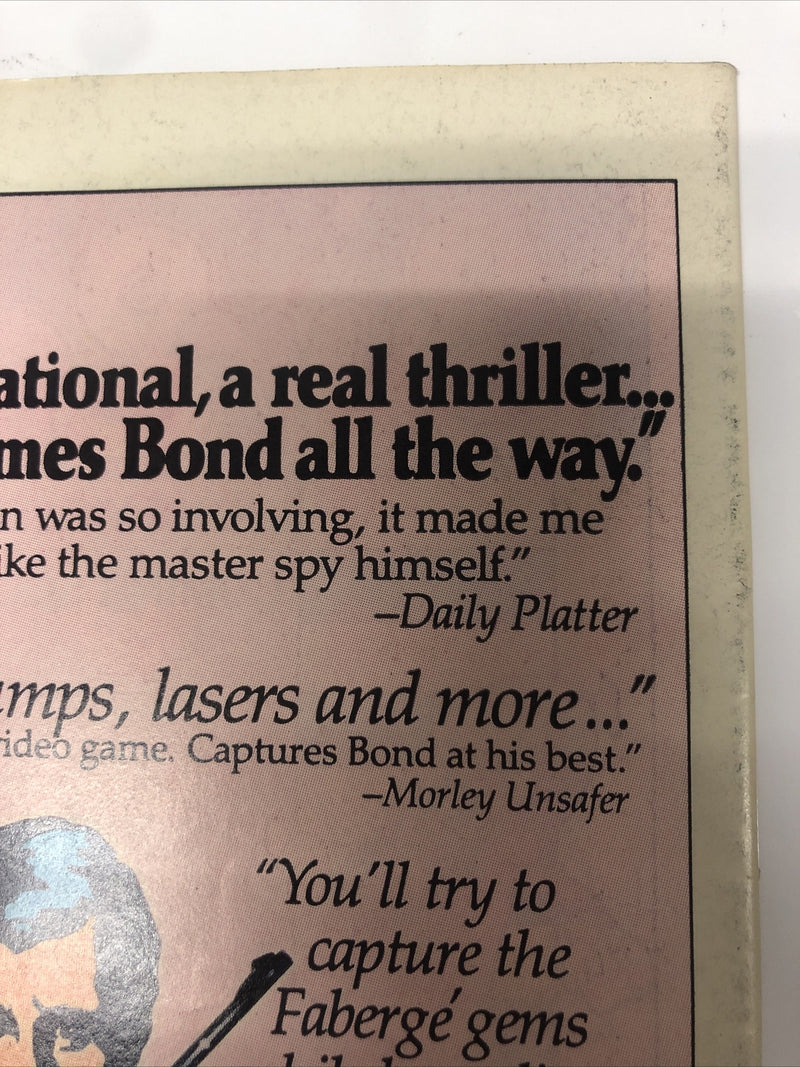 ational, a real thriller...
mes Bond all the way."
n was so involving, it made me
ike the master spy himself."
–Daily Platter
mps, lasers and more..."
ideo game. Captures Bond at his best."
–Morley Unsafer
"You'll try to
capture the
Fabergé gems